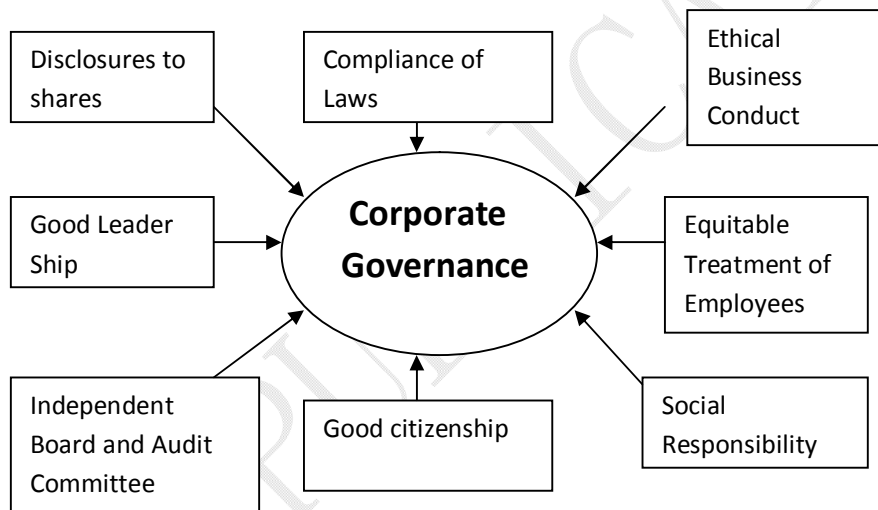 Disclosures to
shares
Compliance of
Laws
Ethical
Business
Conduct
Good Leader
Ship
Corporate
Governance
Equitable
Treatment of
Employees
Independent
Board and Audit
Committee
Good citizenship
Social
Responsibility